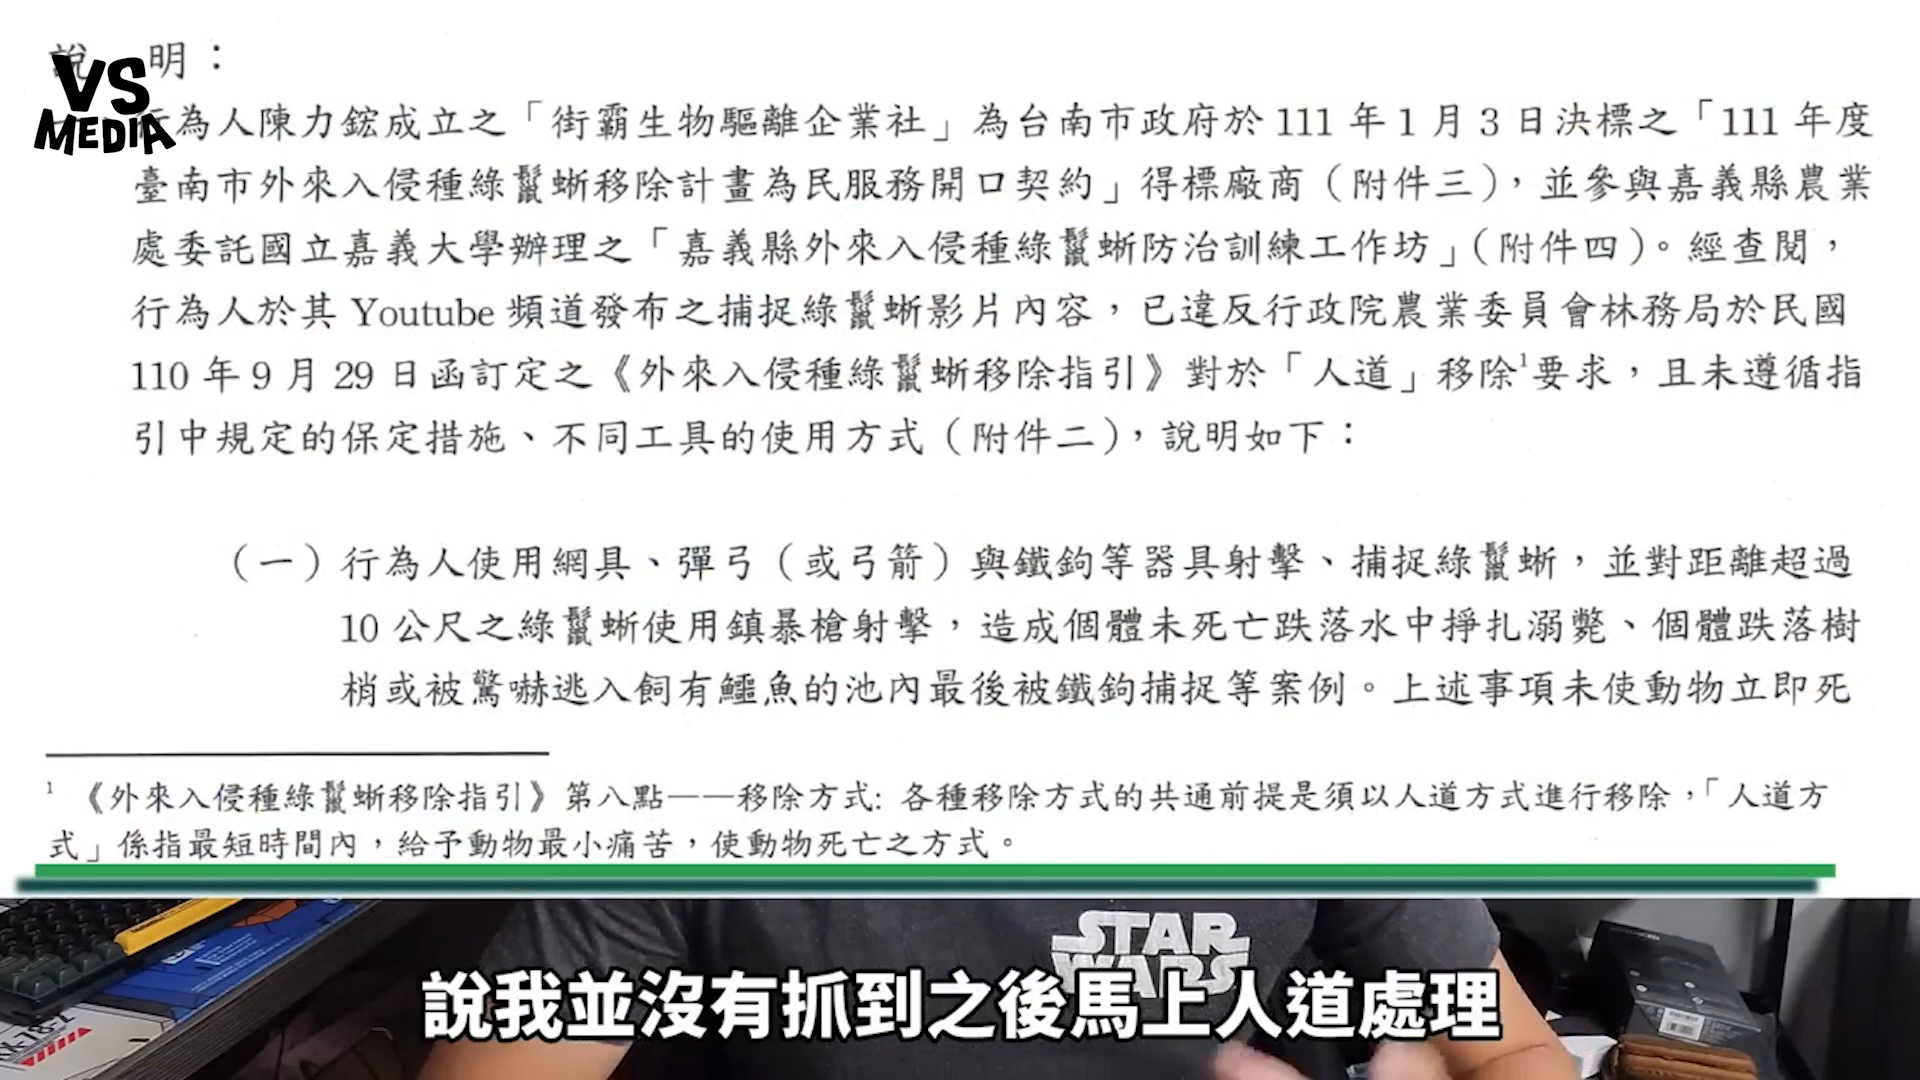 說 明：
VS
MEDIA
行為人陳力鋐成立之「街霸生物驅離企業社」為台南市政府於 111 年 1 月 3 日決標之「111 年度
臺南市外來入侵種綠鬣蜥移除計畫為民服務開口契約」得標廠商（附件三），並參與嘉義縣農業
處委託國立嘉義大學辦理之「嘉義縣外來入侵種綠鬣蜥防治訓練工作坊」（附件四）。經查閱，
行為人於其 Youtube 頻道發布之捕捉綠鬣蜥影片內容，已違反行政院農業委員會林務局於民國
110 年 9 月 29 日函訂定之《外來入侵種綠鬣蜥移除指引》對於「人道」移除¹要求，且未遵循指
引中規定的保定措施、不同工具的使用方式（附件二），說明如下：
（一）行為人使用網具、彈弓（或弓箭）與鐵鉤等器具射擊、捕捉綠鬣蜥，並對距離超過
10 公尺之綠鬣蜥使用鎮暴槍射擊，造成個體未死亡跌落水中掙扎溺斃、個體跌落樹
梢或被驚嚇逃入飼有鱷魚的池內最後被鐵鉤捕捉等案例。上述事項未使動物立即死
¹ 《外來入侵種綠鬣蜥移除指引》第八點——移除方式: 各種移除方式的共通前提是須以人道方式進行移除，「人道方
式」係指最短時間內，給予動物最小痛苦，使動物死亡之方式。
STAR
WARS
說我並沒有抓到之後馬上人道處理
RX-78-2